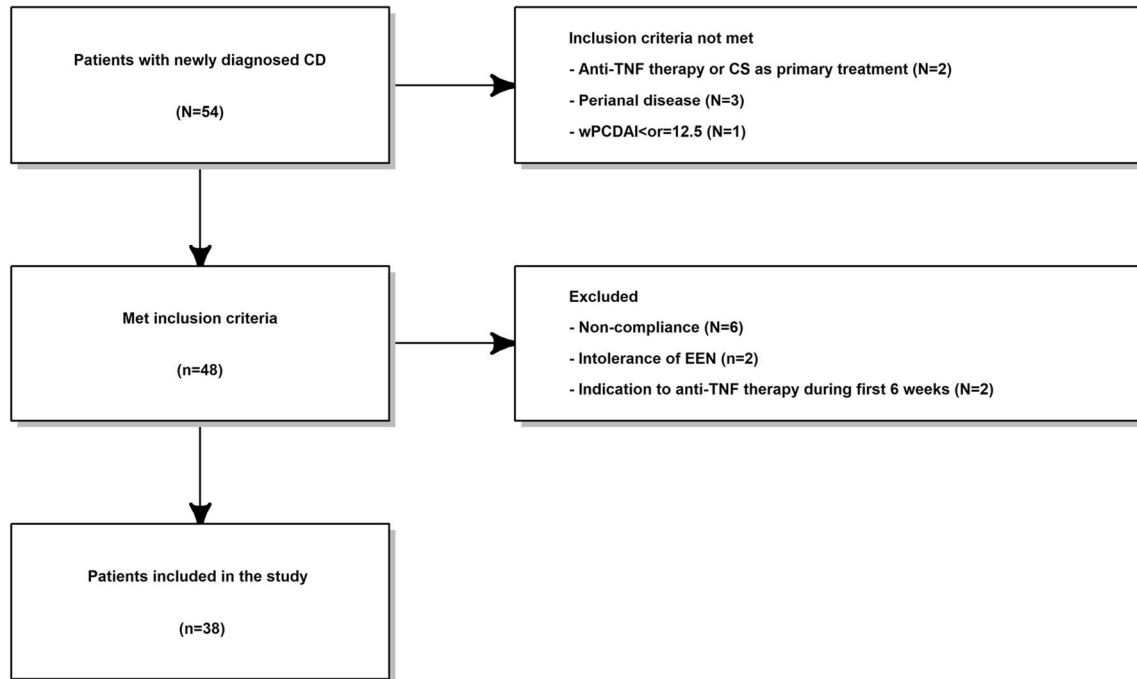 Patients with newly diagnosed CD
(N=54)
Inclusion criteria not met
- Anti-TNF therapy or CS as primary treatment (N=2)
- Perianal disease (N=3)
- wPCDAI<or=12.5 (N=1)
Met inclusion criteria
(n=48)
Excluded
- Non-compliance (N=6)
- Intolerance of EEN (n=2)
- Indication to anti-TNF therapy during first 6 weeks (N=2)
Patients included in the study
(n=38)